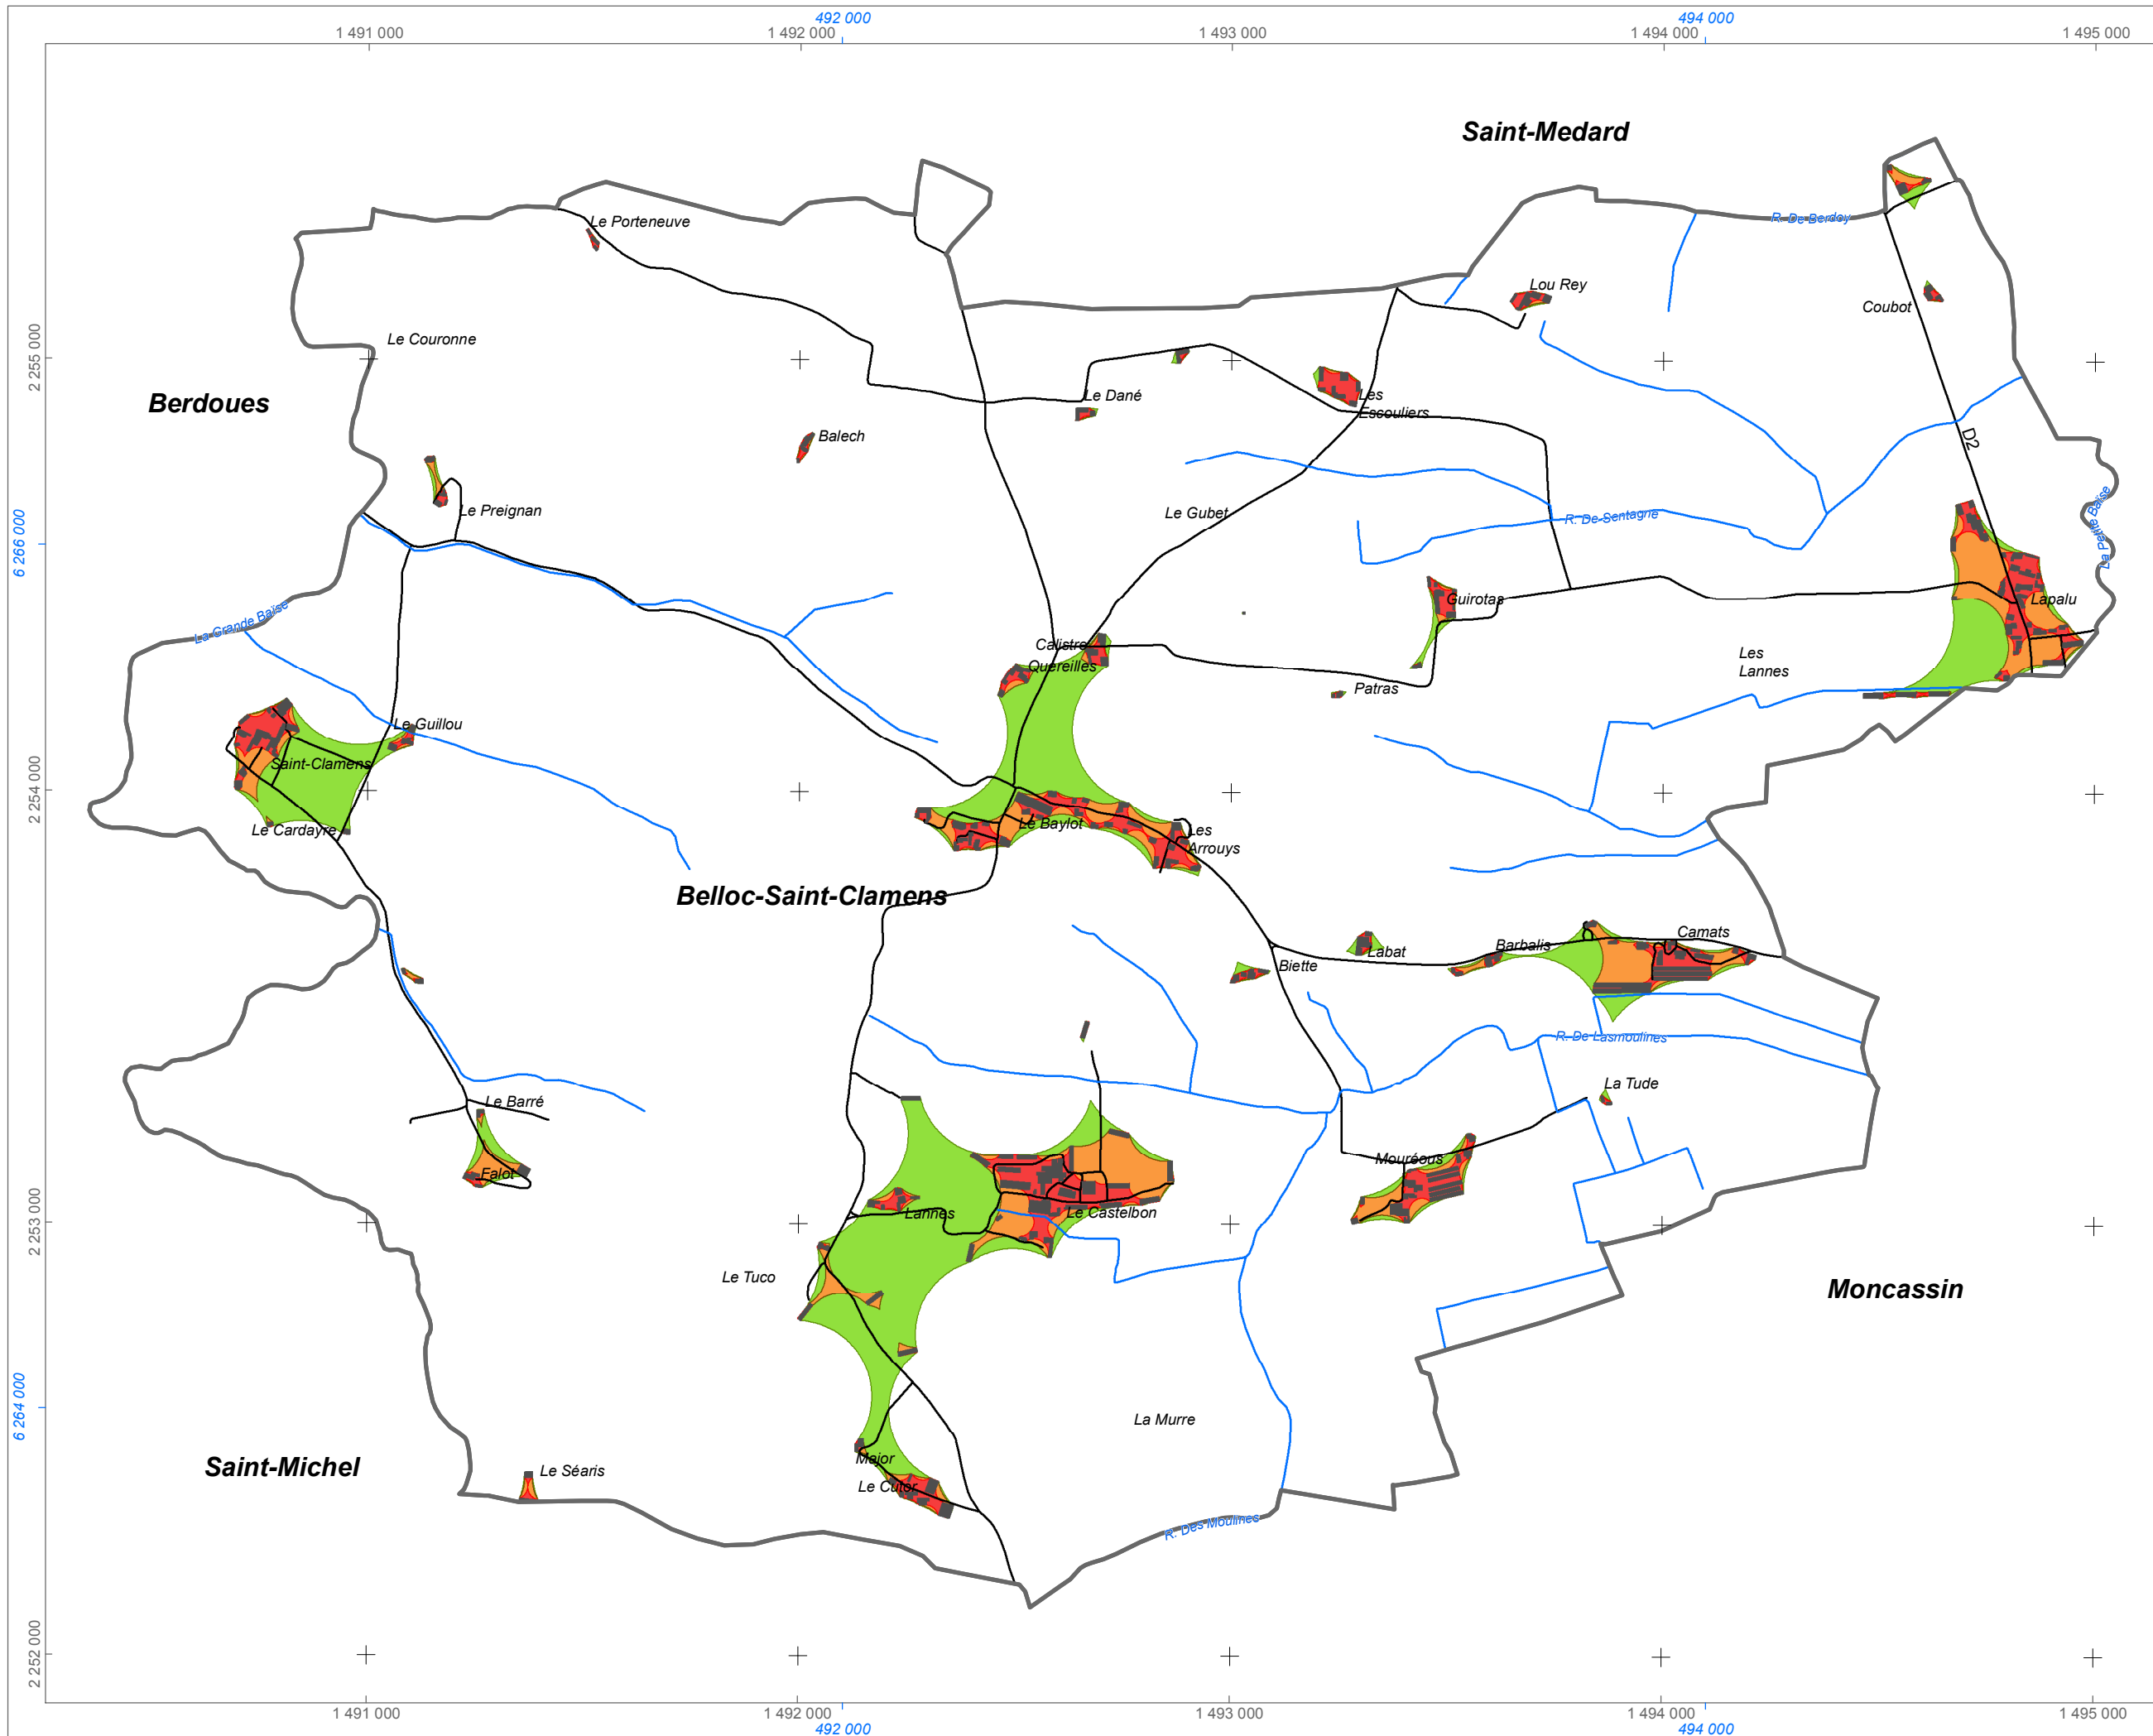 492 000
494 000
1 491 000
1 492 000
1 493 000
1 494 000
1 495 000
Saint-Medard
Le Porteneuve
R. De Berdoy
Lou Rey
Coubot
Le Couronne
2 255 000
Berdoues
Le Dané
Les
Escouliers
Balech
D2
Le Preignan
Le Gubet
R. De Sentagne
La Petite Baïse
6 266 000
La Grande Baïse
Guirotas
Lapalu
Calistre
Quereilles
Les
Lannes
Patras
Le Guillou
Saint-Clamens
2 254 000
Le Cardayre
Le Baylot
Les
Arrouys
Belloc-Saint-Clamens
Labat
Biette
Barbalis
Camats
R. De Lasmoulines
La Tude
Le Barré
Falot
Mouréous
Lannes
Le Castelbon
2 253 000
Le Tuco
Moncassin
6 264 000
La Murre
Major
Le Cutor
Saint-Michel
Le Séaris
R. Des Moulines
2 252 000
1 491 000
1 492 000
1 493 000
1 494 000
1 495 000
492 000
494 000